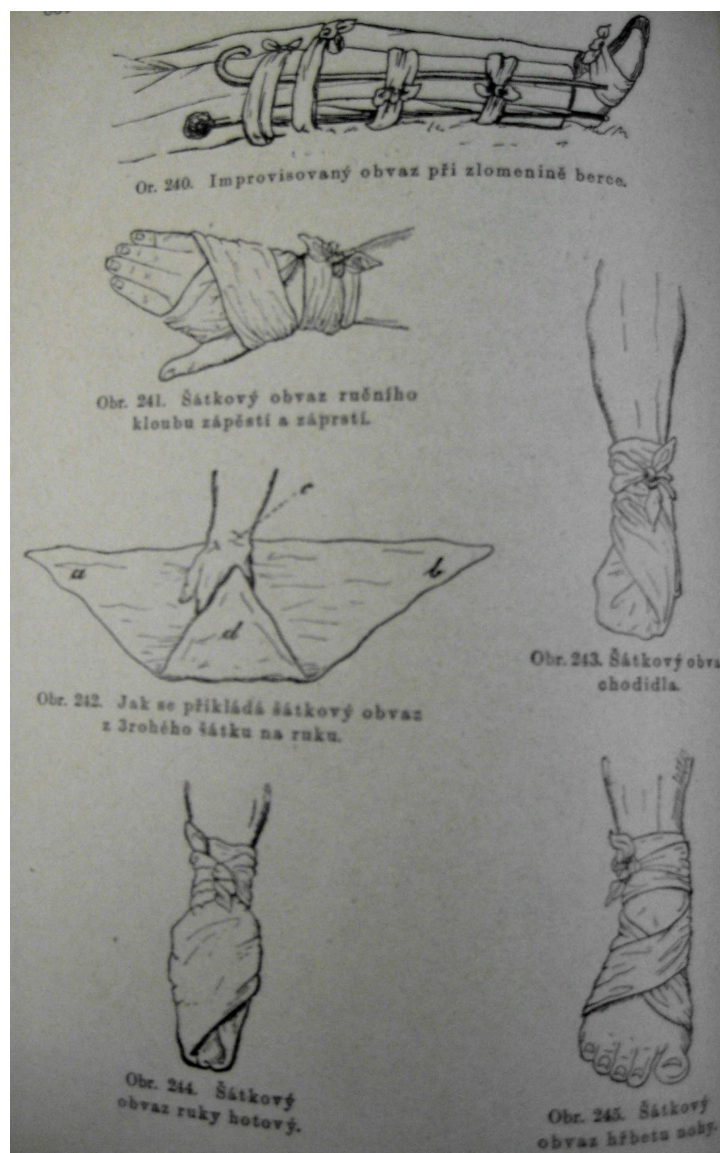 Or. 240. Improvisovaný obvaz při zlomenině berce.
Obr. 241. Šátkový obvaz ručního
kloubu zápěstí a záprstí.
c
a
b
d
Obr. 243. Šátkový obva
chodidla.
Obr. 242. Jak se přikládá šátkový obvaz
z 3rohého šátku na ruku.
Obr. 244. Šátkový
obvaz ruky hotový.
Obr. 245. Šátkový
obvaz hřbetu nohy.